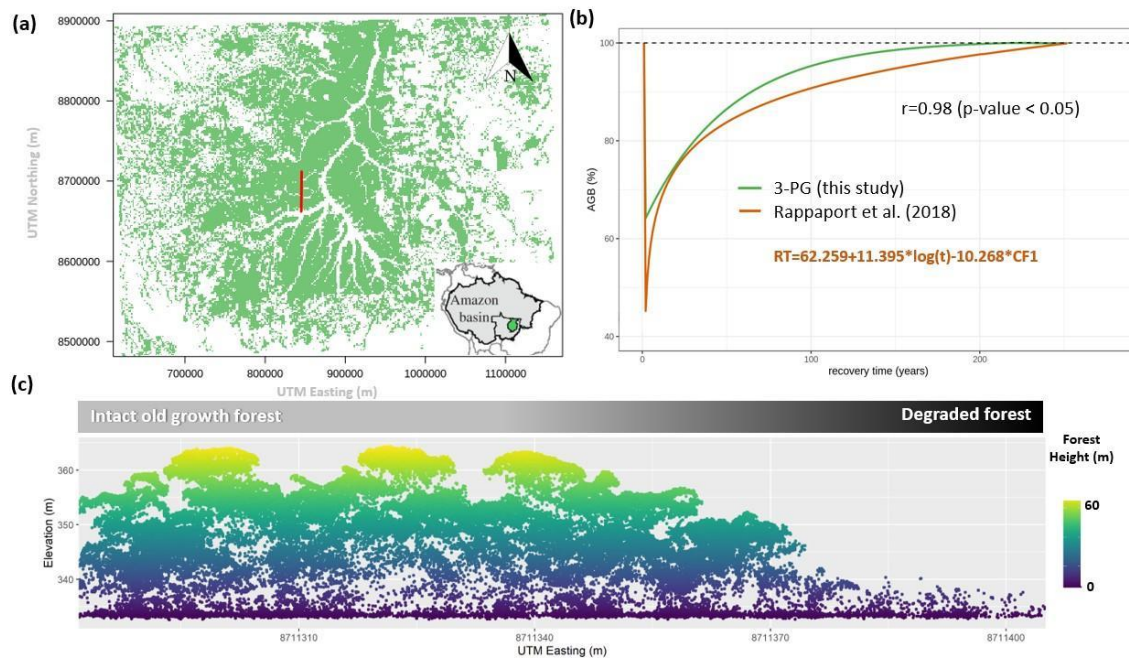 (a)
8900000
8800000
8700000
8600000
8500000
UTM Northing (m)
N
Amazon
basin
700000 800000 900000 1000000 1100000
UTM Easting (m)
(b)
100
80
60
40
AGB (%)
r=0.98 (p-value < 0.05)
3-PG (this study)
Rappaport et al. (2018)
RT=62.259+11.395*log(t)-10.268*CF1
0 100 200
recovery time (years)
(c)
Intact old growth forest Degraded forest
360
350
340
Elevation (m)
8711310 8711340 8711370 8711400
UTM Easting (m)
Forest
Height (m)
60
0